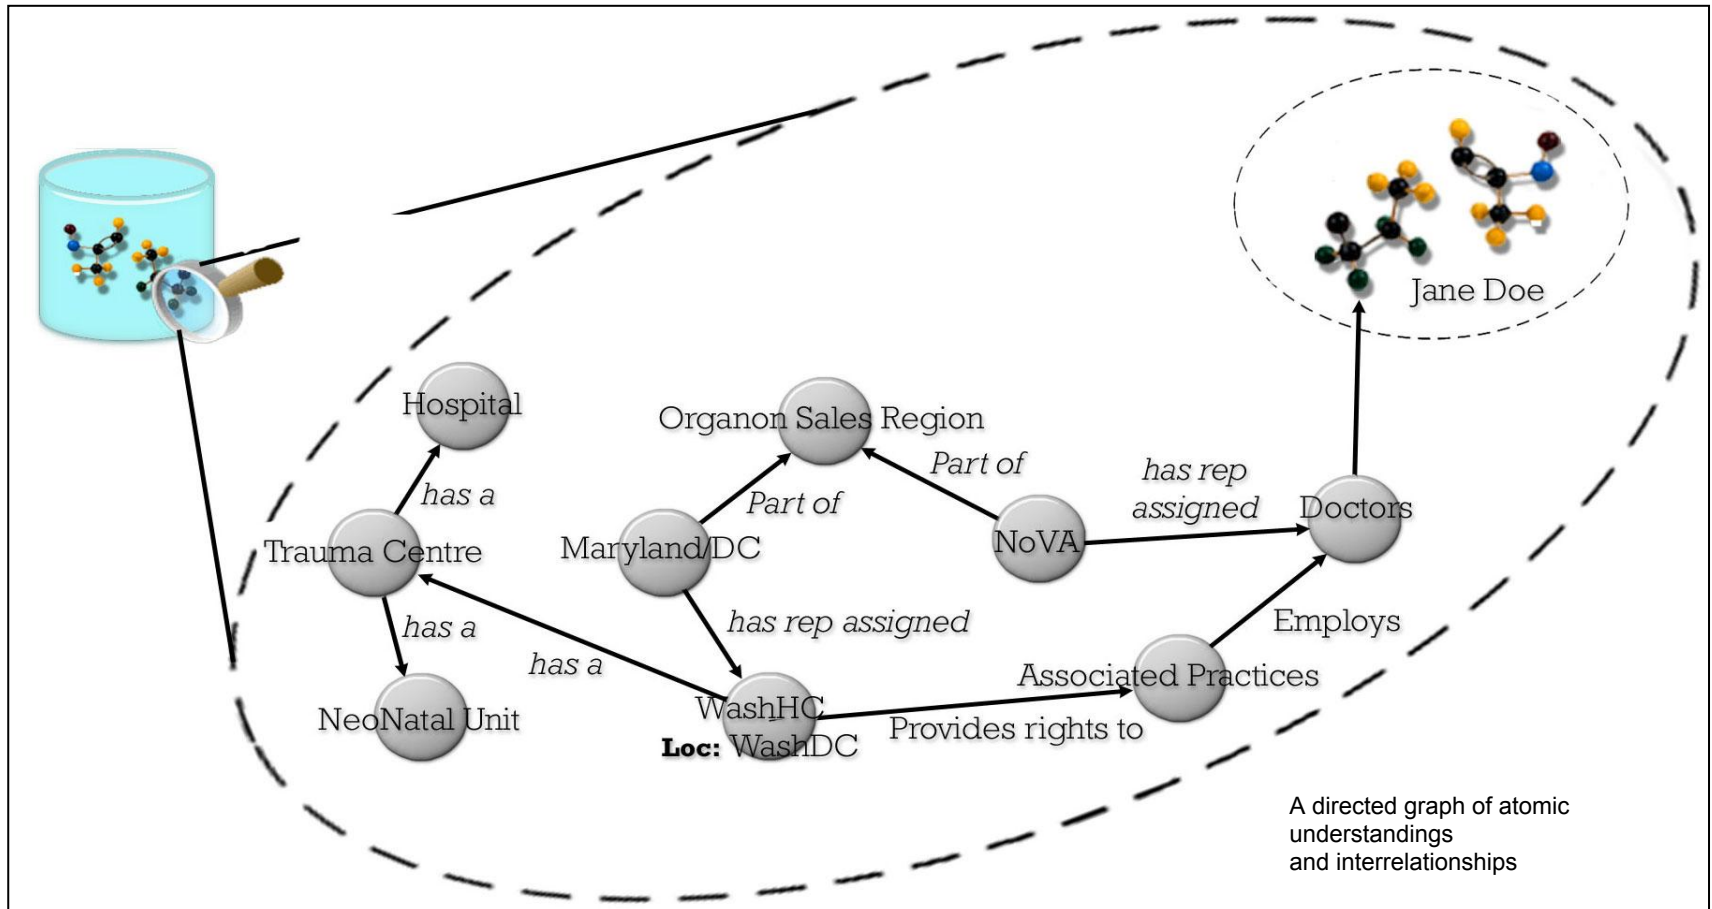 Jane Doe
Hospital
Organon Sales Region
has a
Part of
Part of
has rep
assigned
Doctors
Trauma Centre
Maryland/DC
NoVA
has a
has rep assigned
Employs
has a
Associated Practices
NeoNatal Unit
WashHC
Loc: WashDC
Provides rights to
A directed graph of atomic
understandings
and interrelationships